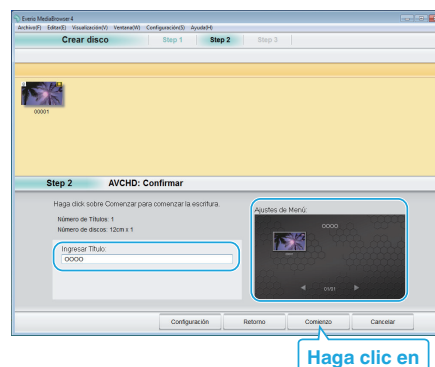 Everio MediaBrowser 4
Archivo(F) Editar(E) Visualización(V) Ventana(W) Configuración(S) Ayuda(H)
Crear disco Step 1 Step 2 Step 3
00001
Step 2 AVCHD: Confirmar
Haga click sobre Comenzar para comenzar la escritura.
Número de Títulos: 1
Número de discos: 12cm x 1
Ingresar Título:
OOOO
Ajustes de Menú:
OOOO
01/01
Configuración Retorno Comienzo Cancelar
Haga clic en